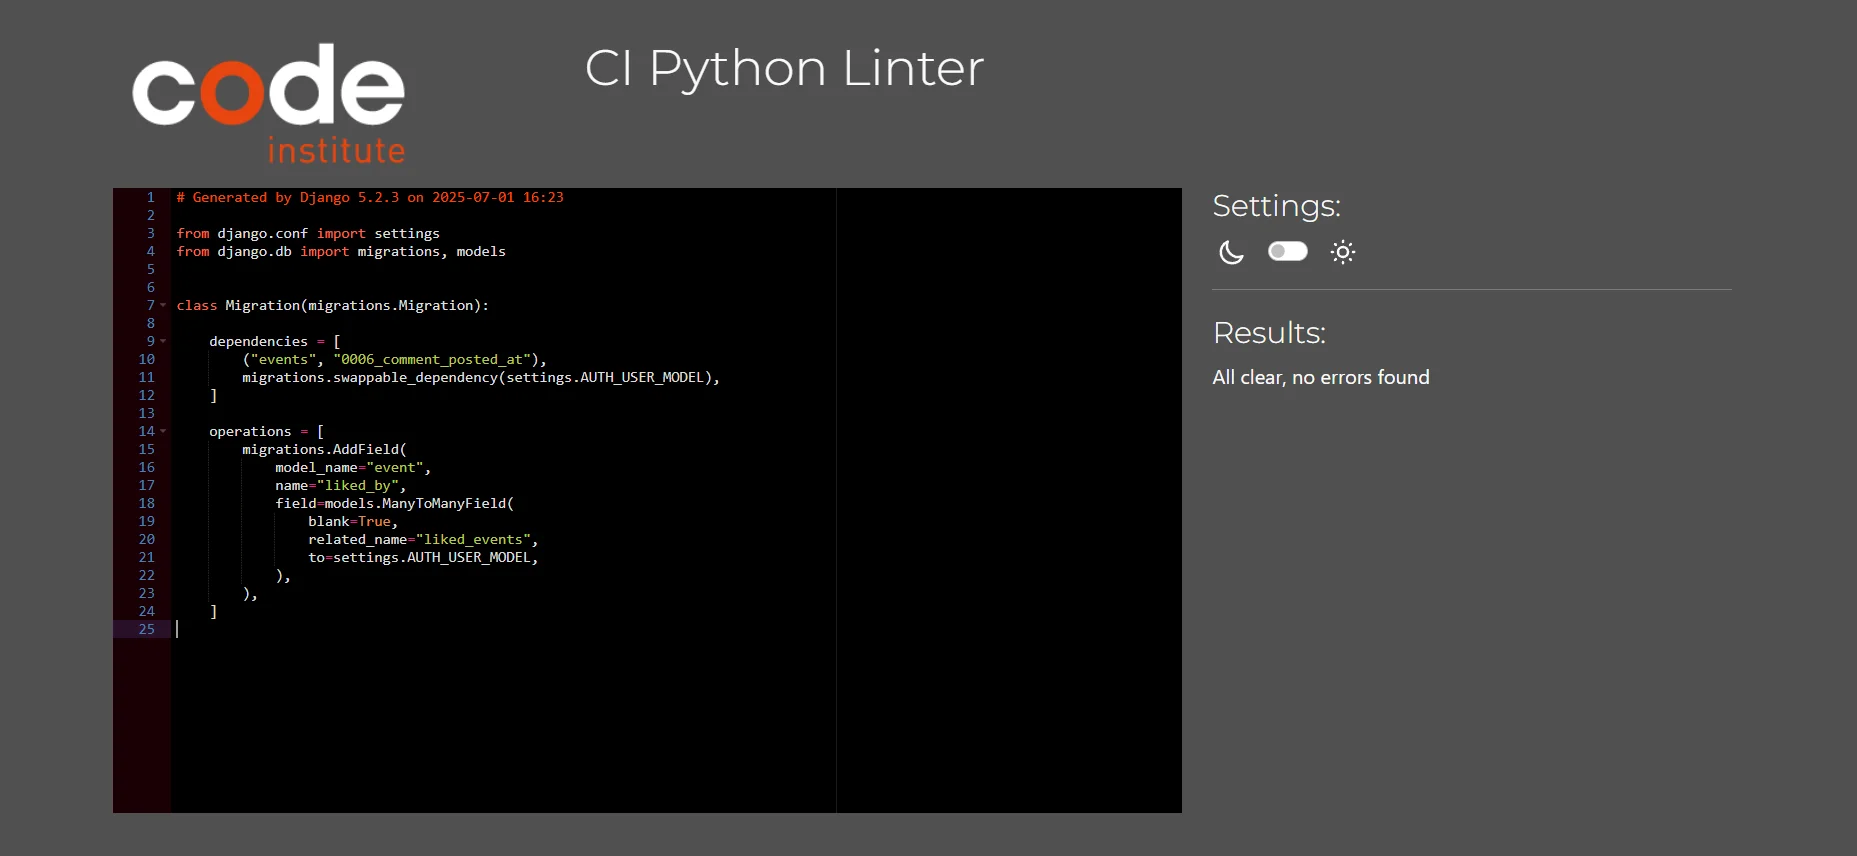 code
institute
CI Python Linter
1 # Generated by Django 5.2.3 on 2025-07-01 16:23
2
3 from django.conf import settings
4 from django.db import migrations, models
5
6
7 class Migration(migrations.Migration):
8
9     dependencies = [
10         ("events", "0006_comment_posted_at"),
11         migrations.swappable_dependency(settings.AUTH_USER_MODEL),
12     ]
13
14     operations = [
15         migrations.AddField(
16             model_name="event",
17             name="liked_by",
18             field=models.ManyToManyField(
19                 blank=True,
20                 related_name="liked_events",
21                 to=settings.AUTH_USER_MODEL,
22             ),
23         ),
24     ]
25
Settings:
Results:
All clear, no errors found